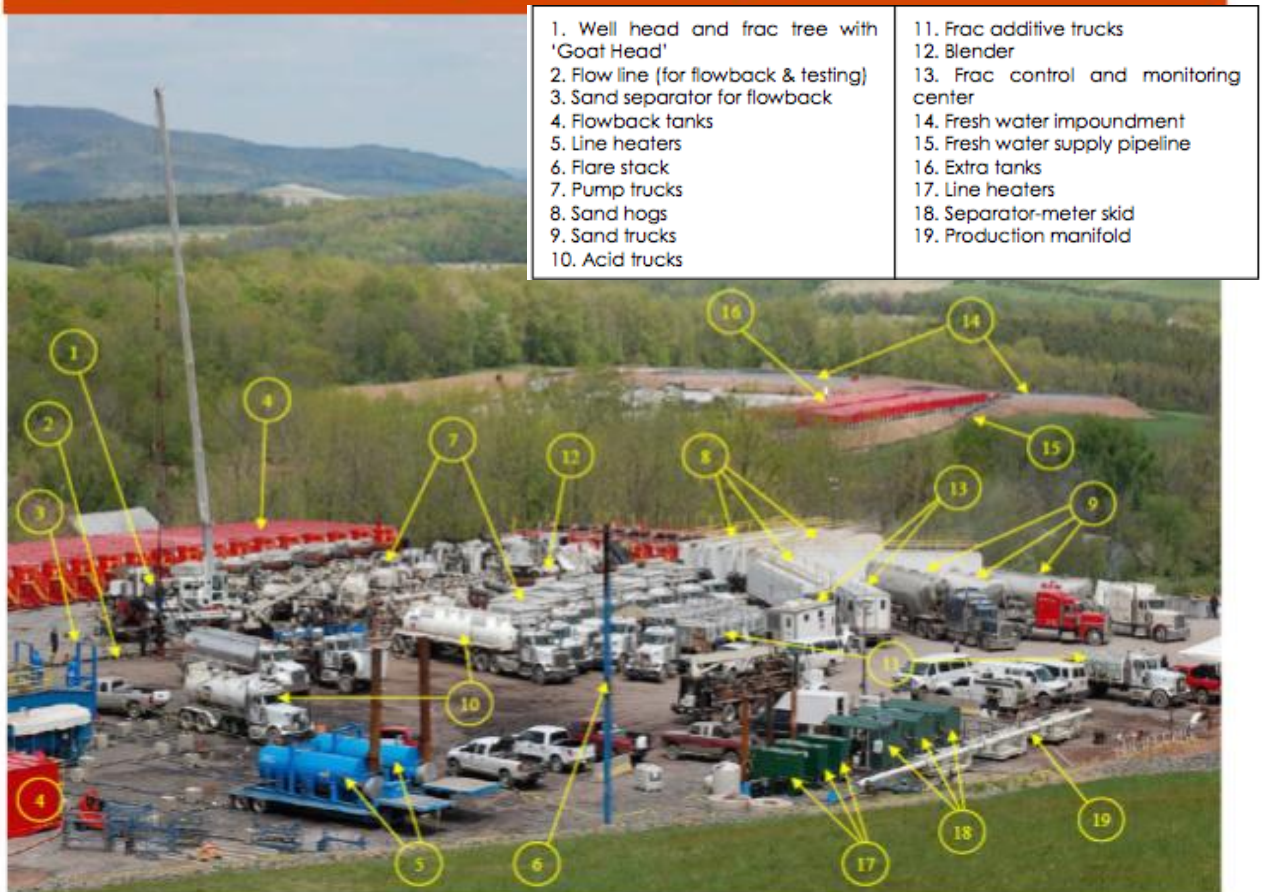 1. Well head and frac tree with
'Goat Head'
2. Flow line (for flowback & testing)
3. Sand separator for flowback
4. Flowback tanks
5. Line heaters
6. Flare stack
7. Pump trucks
8. Sand hogs
9. Sand trucks
10. Acid trucks
11. Frac additive trucks
12. Blender
13. Frac control and monitoring
center
14. Fresh water impoundment
15. Fresh water supply pipeline
16. Extra tanks
17. Line heaters
18. Separator-meter skid
19. Production manifold
16
14
1
4
2
7
12
8
15
13
9
3
11
10
4
5
6
17
18
19